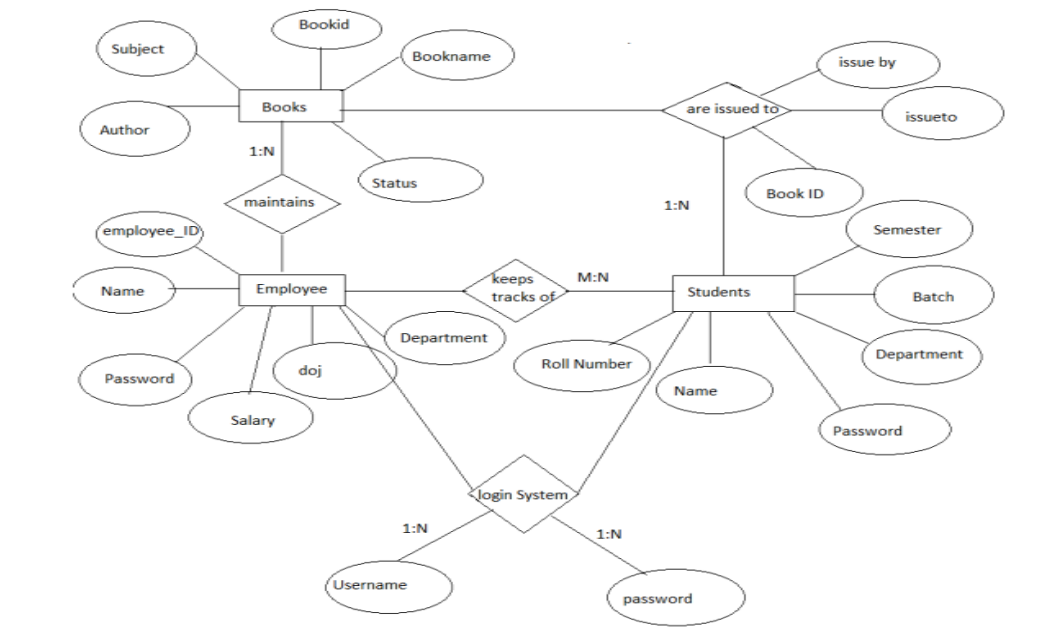 Bookid
Subject
Bookname
issue by
Books
are issued to
issueto
Author
1:N
Status
Book ID
maintains
1:N
employee_ID
Semester
keeps
tracks of
M:N
Name
Employee
Students
Batch
Department
Department
Roll Number
doj
Password
Name
Salary
Password
login System
1:N
1:N
Username
password